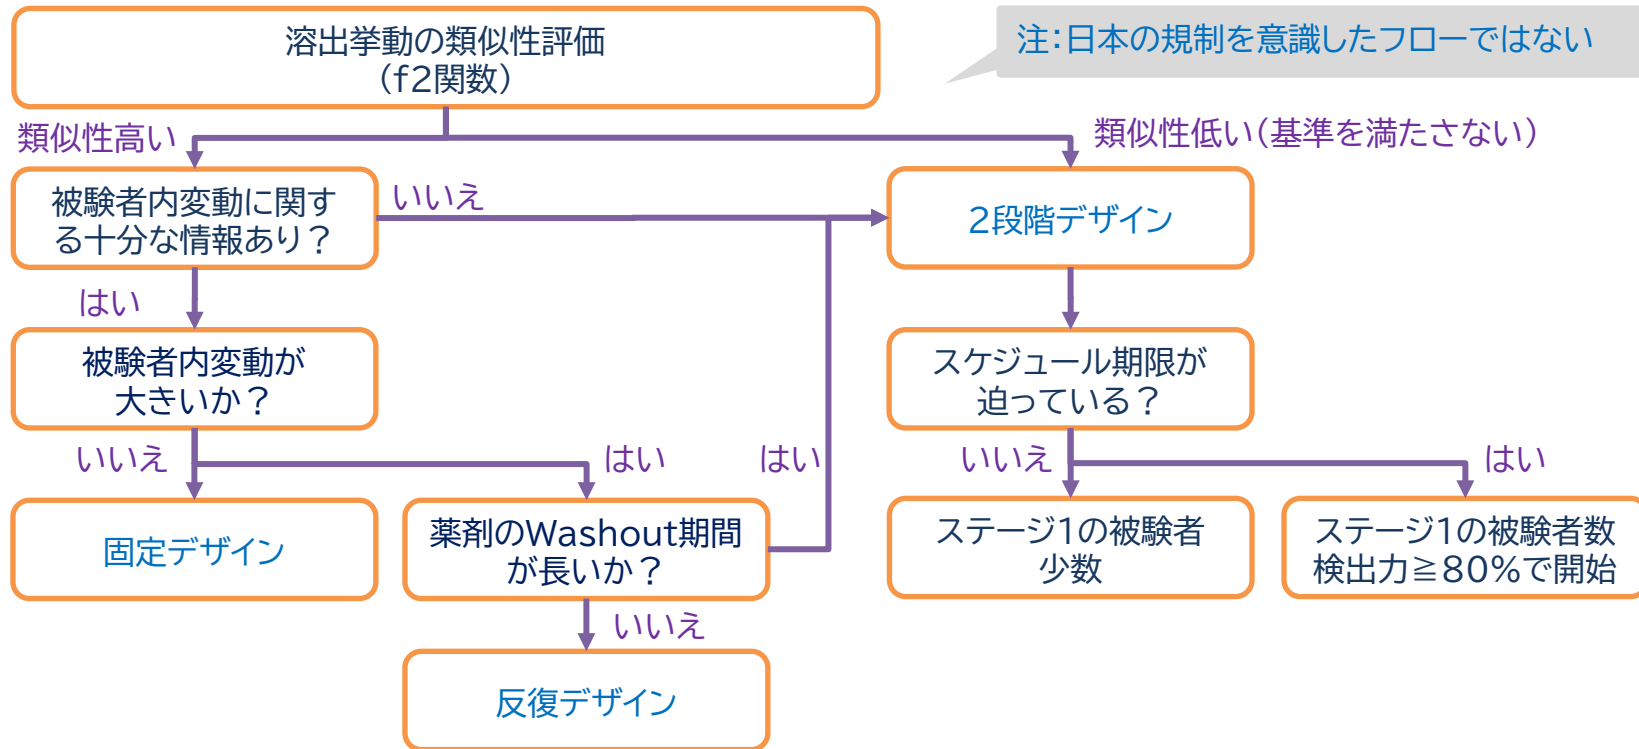 溶出挙動の類似性評価
(f2関数)
注:日本の規制を意識したフローではない
類似性高い
類似性低い(基準を満たさない)
被験者内変動に関す
る十分な情報あり?
いいえ
2段階デザイン
はい
被験者内変動が
大きいか?
スケジュール期限が
迫っている?
いいえ
はい
はい
いいえ
はい
固定デザイン
薬剤のWashout期間
が長いか?
ステージ1の被験者
少数
ステージ1の被験者数
検出力≧80%で開始
いいえ
反復デザイン